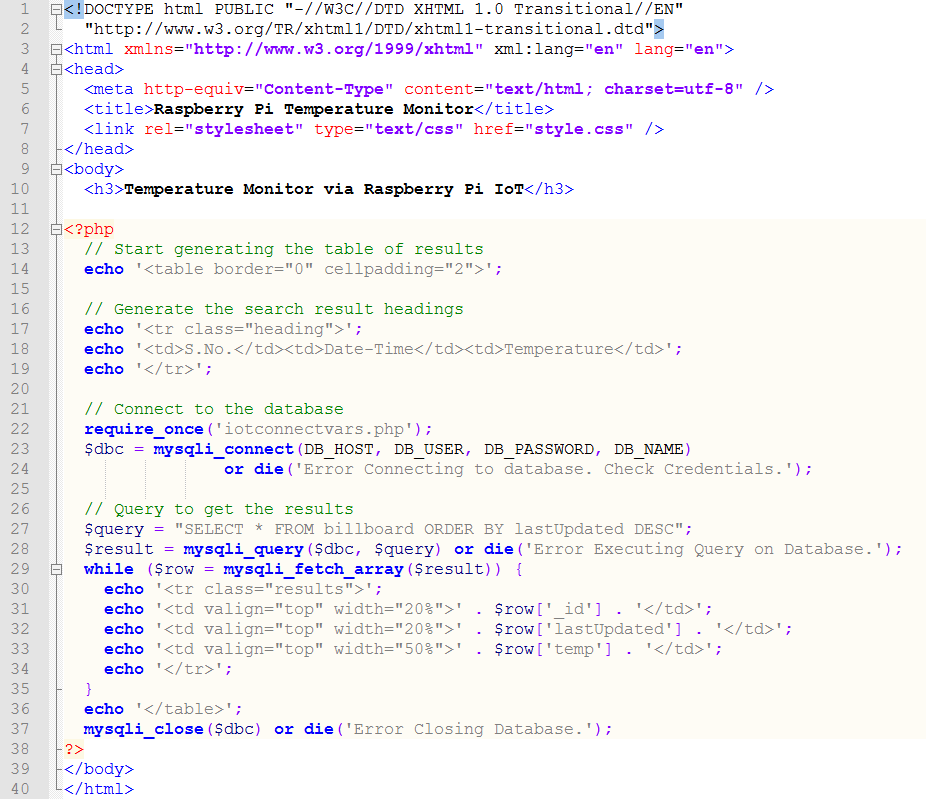 1 <!DOCTYPE html PUBLIC "-//W3C//DTD XHTML 1.0 Transitional//EN"
2   "http://www.w3.org/TR/xhtml1/DTD/xhtml1-transitional.dtd">
3 <html xmlns="http://www.w3.org/1999/xhtml" xml:lang="en" lang="en">
4 <head>
5   <meta http-equiv="Content-Type" content="text/html; charset=utf-8" />
6   <title>Raspberry Pi Temperature Monitor</title>
7   <link rel="stylesheet" type="text/css" href="style.css" />
8 </head>
9 <body>
10   <h3>Temperature Monitor via Raspberry Pi IoT</h3>
11
12 <?php
13   // Start generating the table of results
14   echo '<table border="0" cellpadding="2">';
15
16   // Generate the search result headings
17   echo '<tr class="heading">';
18   echo '<td>S.No.</td><td>Date-Time</td><td>Temperature</td>';
19   echo '</tr>';
20
21   // Connect to the database
22   require_once('iotconnectvars.php');
23   $dbc = mysqli_connect(DB_HOST, DB_USER, DB_PASSWORD, DB_NAME)
24                 or die('Error Connecting to database. Check Credentials.');
25
26   // Query to get the results
27   $query = "SELECT * FROM billboard ORDER BY lastUpdated DESC";
28   $result = mysqli_query($dbc, $query) or die('Error Executing Query on Database.');
29   while ($row = mysqli_fetch_array($result)) {
30     echo '<tr class="results">';
31     echo '<td valign="top" width="20%">' . $row['_id'] . '</td>';
32     echo '<td valign="top" width="20%">' . $row['lastUpdated'] . '</td>';
33     echo '<td valign="top" width="50%">' . $row['temp'] . '</td>';
34     echo '</tr>';
35   }
36   echo '</table>';
37   mysqli_close($dbc) or die('Error Closing Database.');
38 ?>
39 </body>
40 </html>